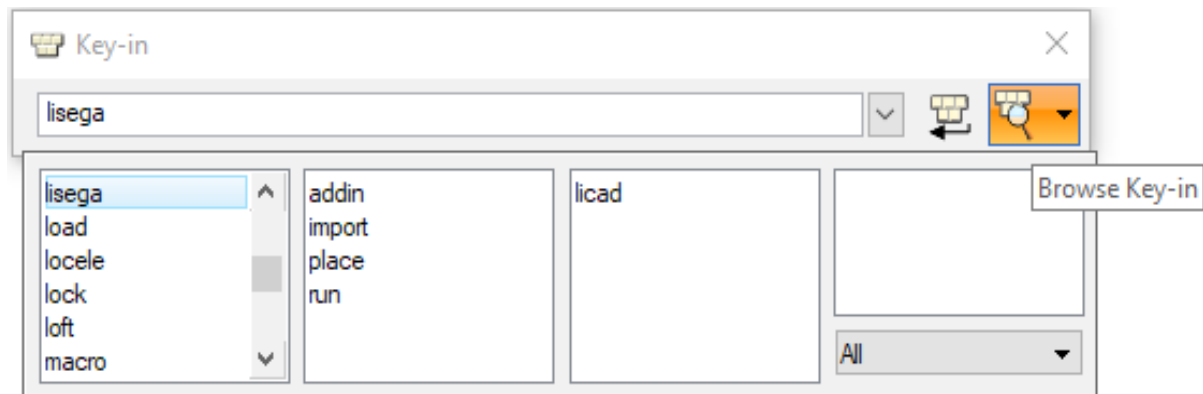 Key-in
lisega
Browse Key-in
lisega
load
locele
lock
loft
macro
addin
import
place
run
licad
All